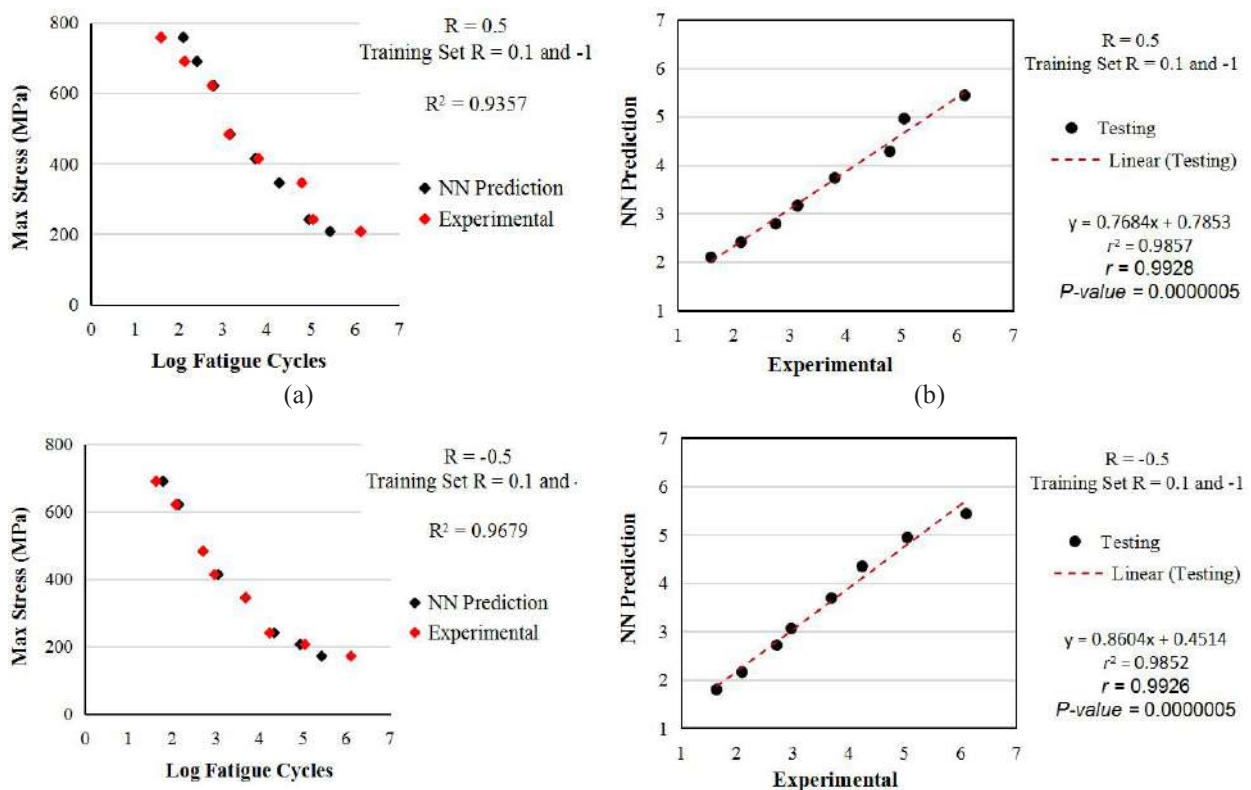 800
600
400
200
0
Max Stress (MPa)
0 1 2 3 4 5 6 7
Log Fatigue Cycles
R = 0.5
Training Set R = 0.1 and -1
R² = 0.9357
NN Prediction
Experimental
(a)
7
6
5
4
3
2
1
NN Prediction
1 2 3 4 5 6 7
Experimental
R = 0.5
Training Set R = 0.1 and -1
Testing
Linear (Testing)
y = 0.7684x + 0.7853
r² = 0.9857
r = 0.9928
P-value = 0.0000005
(b)
800
600
400
200
0
Max Stress (MPa)
0 1 2 3 4 5 6 7
Log Fatigue Cycles
R = -0.5
Training Set R = 0.1 and -
R² = 0.9679
NN Prediction
Experimental
7
6
5
4
3
2
1
NN Prediction
1 2 3 4 5 6 7
Experimental
R = -0.5
Training Set R = 0.1 and -1
Testing
Linear (Testing)
y = 0.8604x + 0.4514
r² = 0.9852
r = 0.9926
P-value = 0.0000005